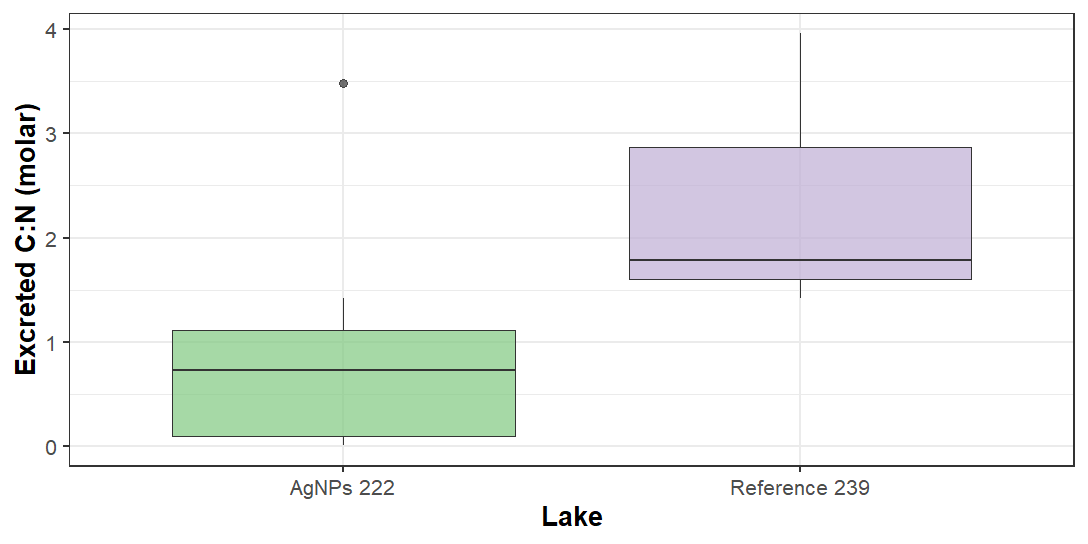 Excreted C:N (molar)
4
3
2
1
0
AgNPs 222
Reference 239
Lake